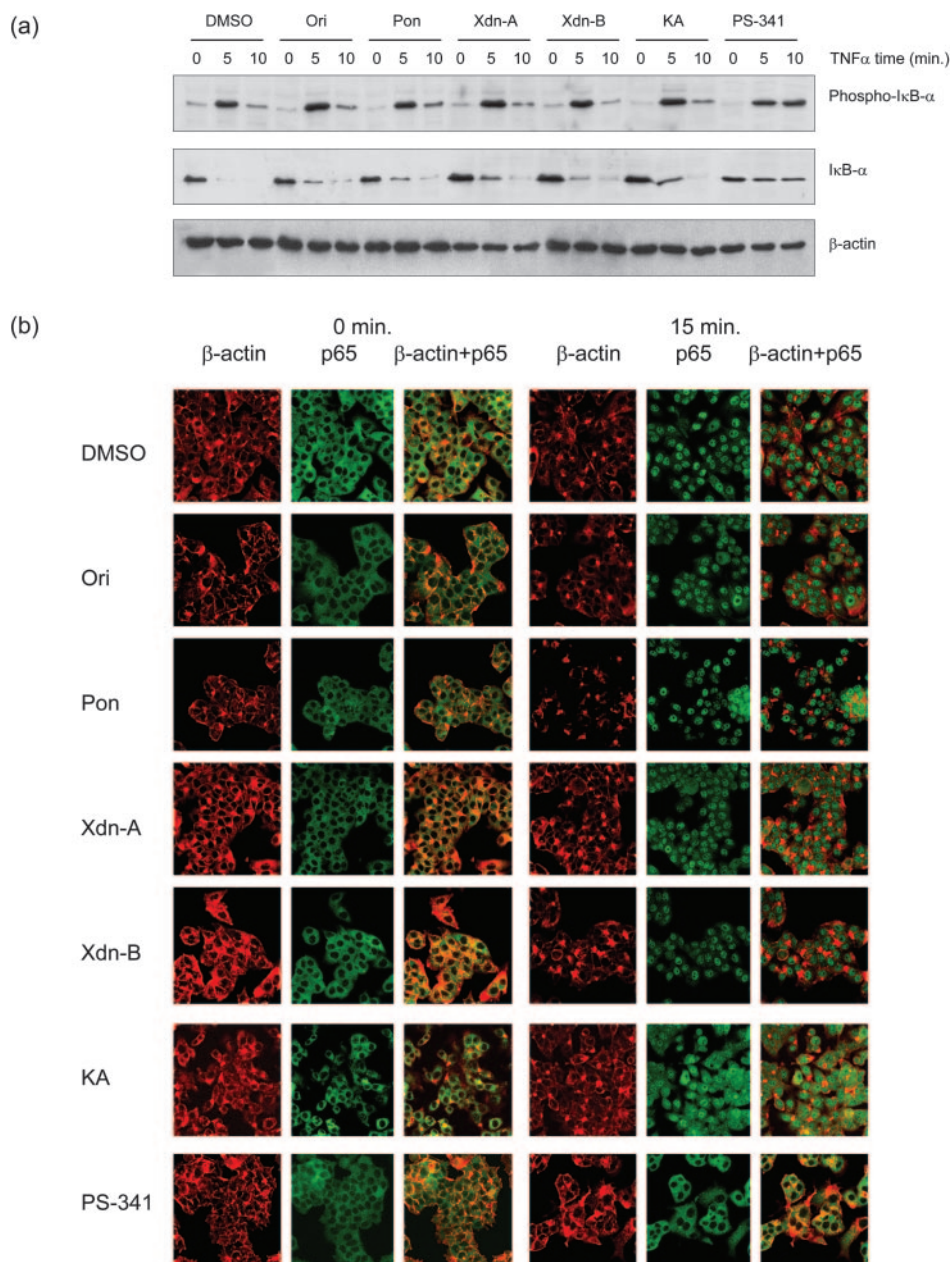 (a)
DMSO Ori Pon Xdn-A Xdn-B KA PS-341
0 5 10 0 5 10 0 5 10 0 5 10 0 5 10 0 5 10 0 5 10 TNFα time (min.)
Phospho-IκB-α
IκB-α
β-actin
(b)
0 min. 15 min.
β-actin p65 β-actin+p65 β-actin p65 β-actin+p65
DMSO
Ori
Pon
Xdn-A
Xdn-B
KA
PS-341